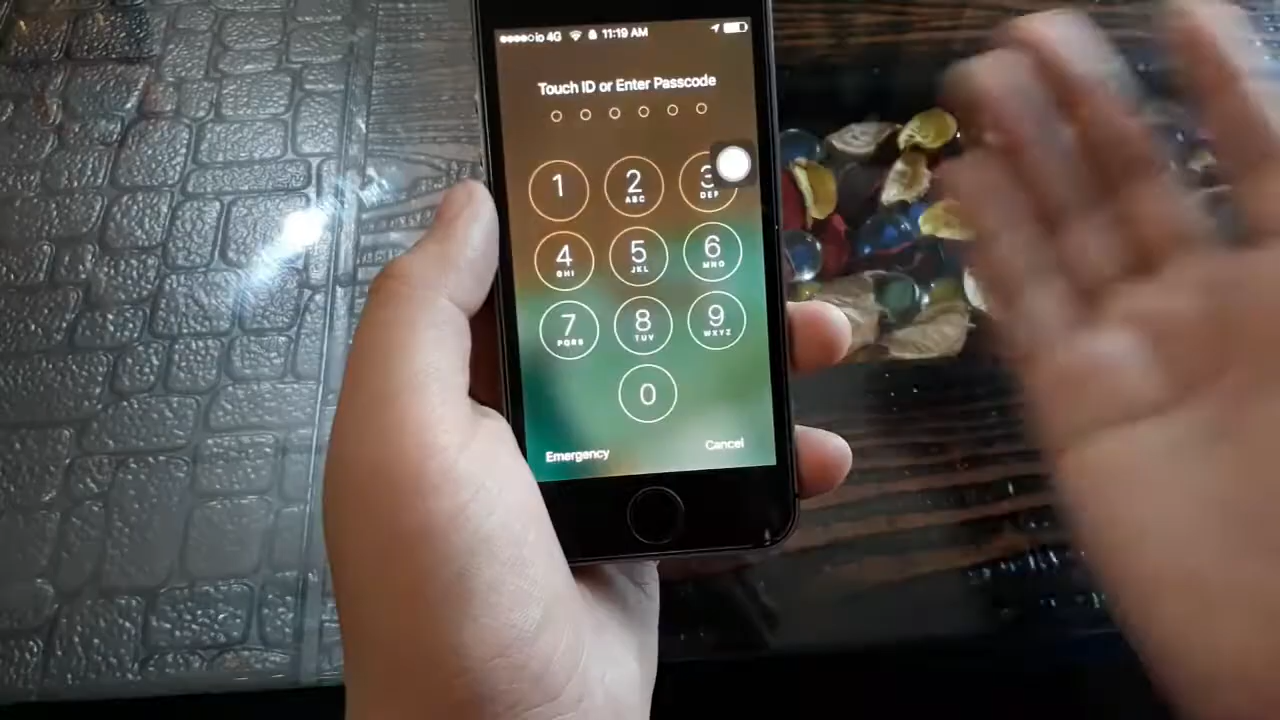 io 4G 11:19 AM
Touch ID or Enter Passcode
1 2 3
ABC DEF
4 5 6
GHI JKL MNO
7 8 9
PQRS TUV WXYZ
0
Emergency Cancel